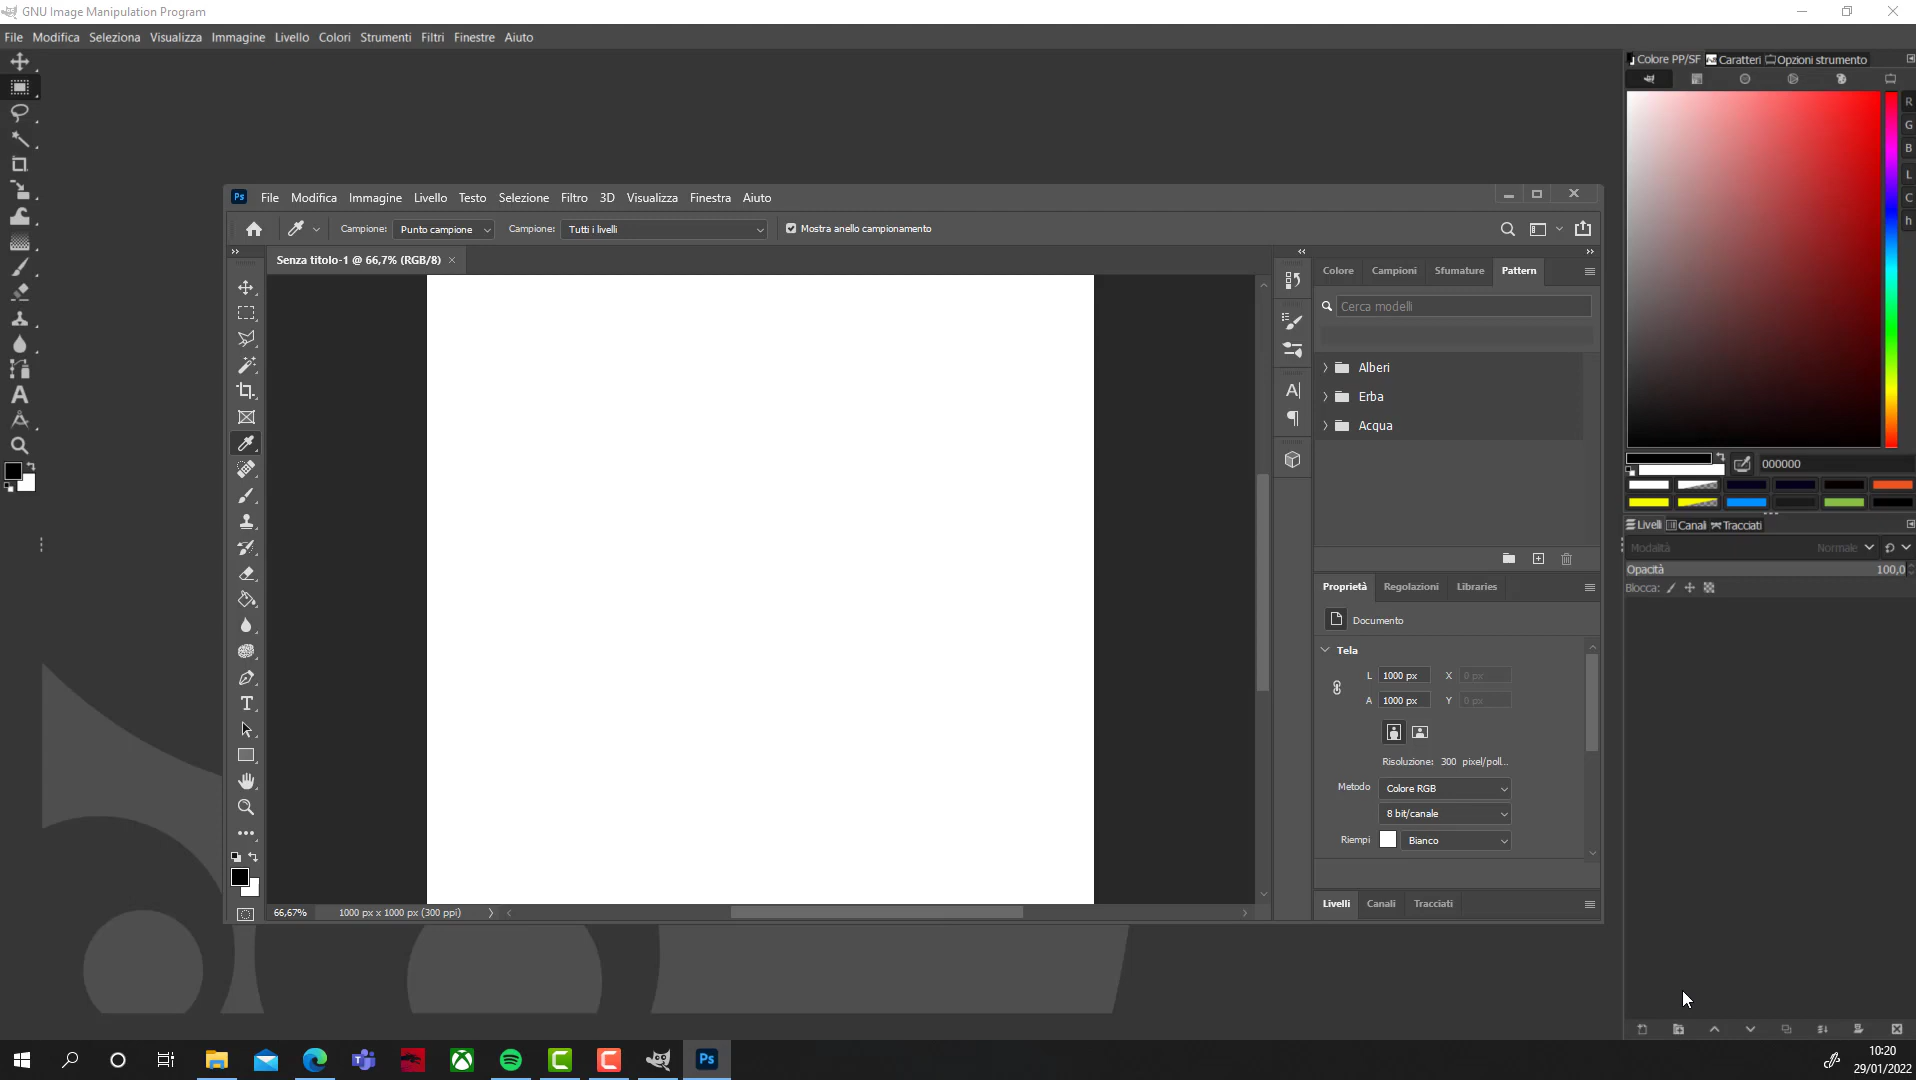 GNU Image Manipulation Program
File Modifica Seleziona Visualizza Immagine Livello Colori Strumenti Filtri Finestre Aiuto
Colore PP/SF Caratteri Opzioni strumento
R
G
B
L
C
h
000000
Livelli Canali Tracciati
Modalità Normale
Opacità 100,0
Blocca:
Ps File Modifica Immagine Livello Testo Selezione Filtro 3D Visualizza Finestra Aiuto
Campione: Punto campione Campione: Tutti i livelli Mostra anello campionamento
Senza titolo-1 @ 66,7% (RGB/8)
Colore Campioni Sfumature Pattern
Cerca modelli
Alberi
Erba
Acqua
Proprietà Regolazioni Libraries
Documento
Tela
L 1000 px X 0 px
A 1000 px Y 0 px
Risoluzione: 300 pixel/poll...
Metodo Colore RGB
8 bit/canale
Riempi Bianco
Livelli Canali Tracciati
66,67% 1000 px x 1000 px (300 ppi)
Ps
10:20
29/01/2022